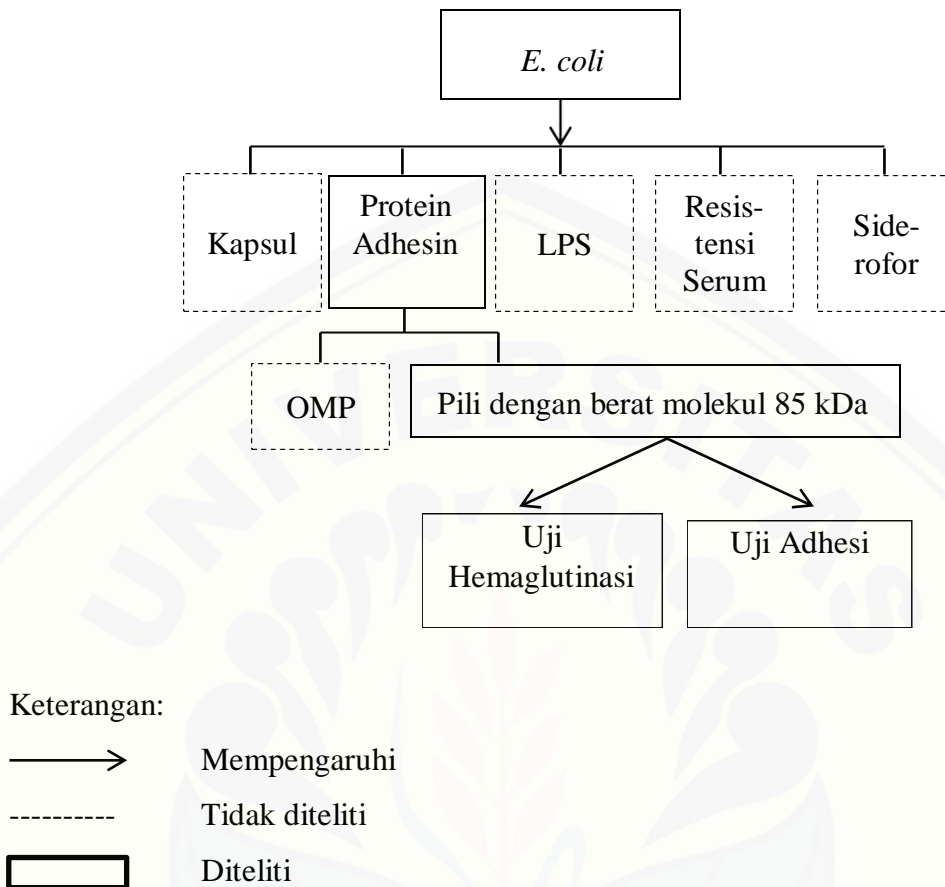 E. coli
Kapsul
Protein
Adhesin
LPS
Resis-
tensi
Serum
Side-
rofor
OMP
Pili dengan berat molekul 85 kDa
Uji
Hemaglutinasi
Uji Adhesi
UNIVERSITAS
Keterangan:
Mempengaruhi
Tidak diteliti
Diteliti